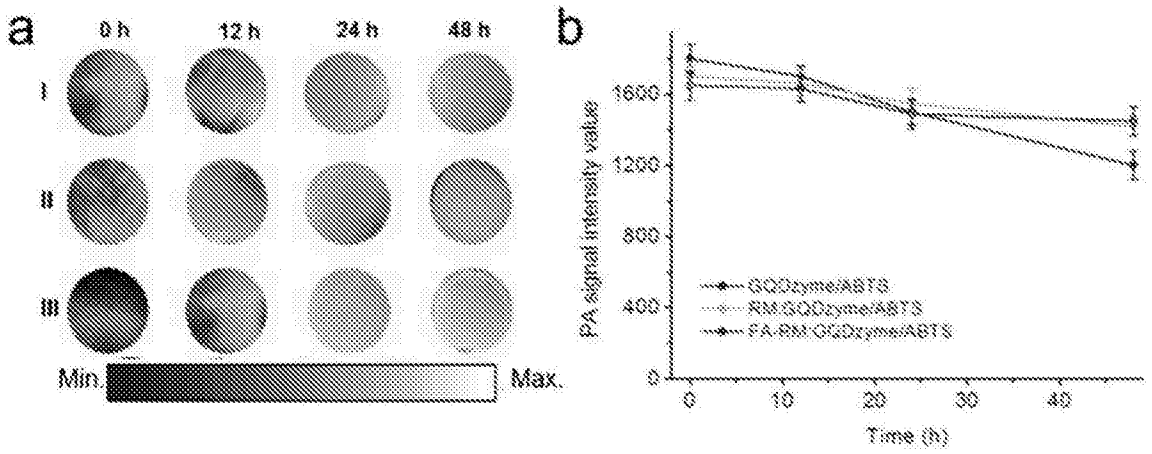 a
0 h 12 h 24 h 48 h
I
II
III
Min. Max.
b
PA signal intensity value
1600
1200
800
400
0
GQDzyme/ABTS
RM:GQDzyme/ABTS
FA-RM:GQDzyme/ABTS
0 10 20 30 40
Time (h)